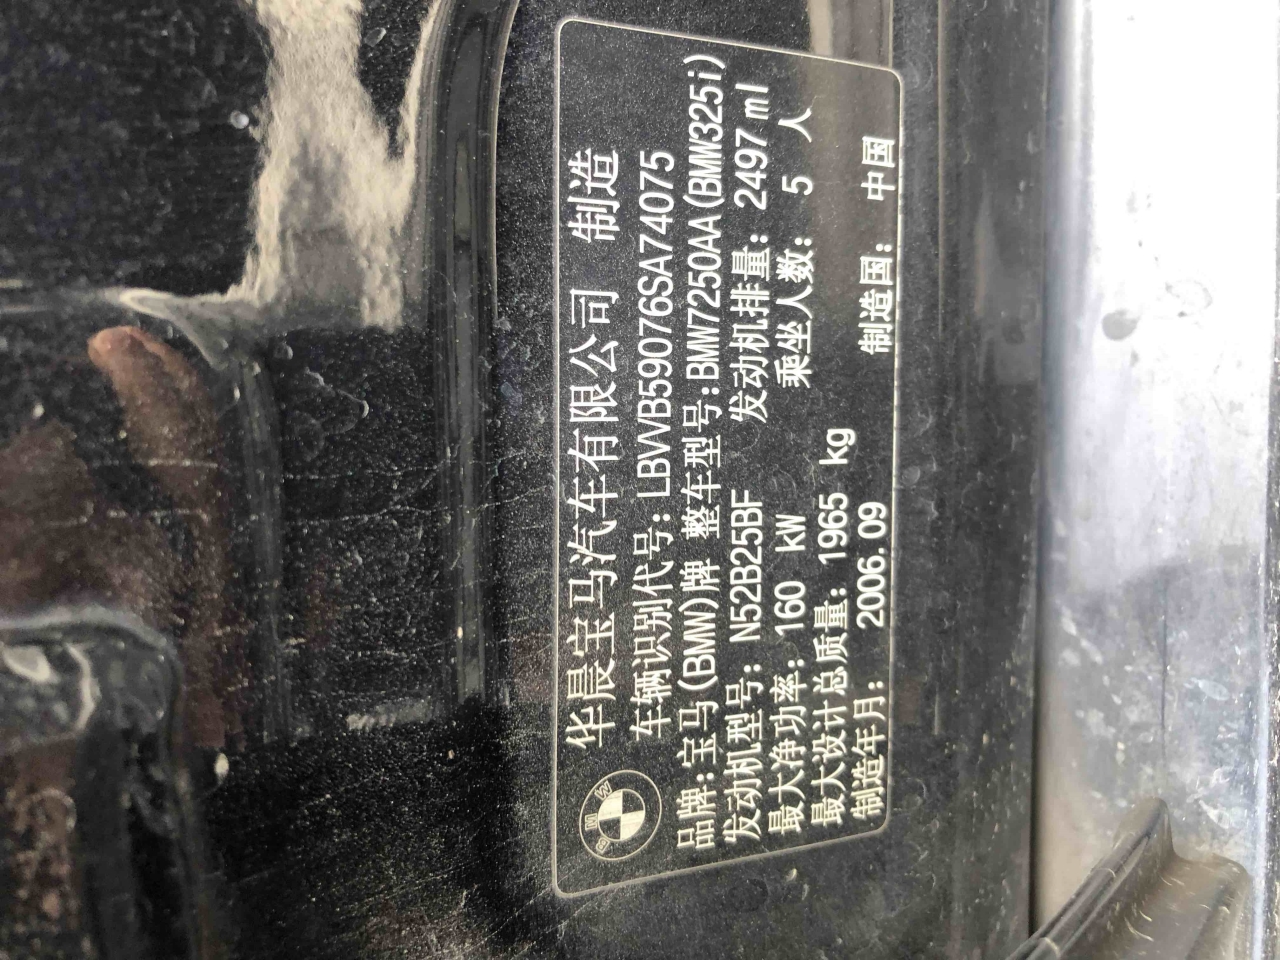 BMW
华晨宝马汽车有限公司 制造
车辆识别代号: LBVVB59076SA74075
品牌:宝马(BMW)牌 整车型号:BMW7250AA(BMW325i)
发动机型号: N52B25BF 发动机排量: 2497 ml
最大净功率: 160 kW 乘坐人数: 5 人
最大设计总质量: 1965 kg
制造年月: 2006.09 制造国: 中国